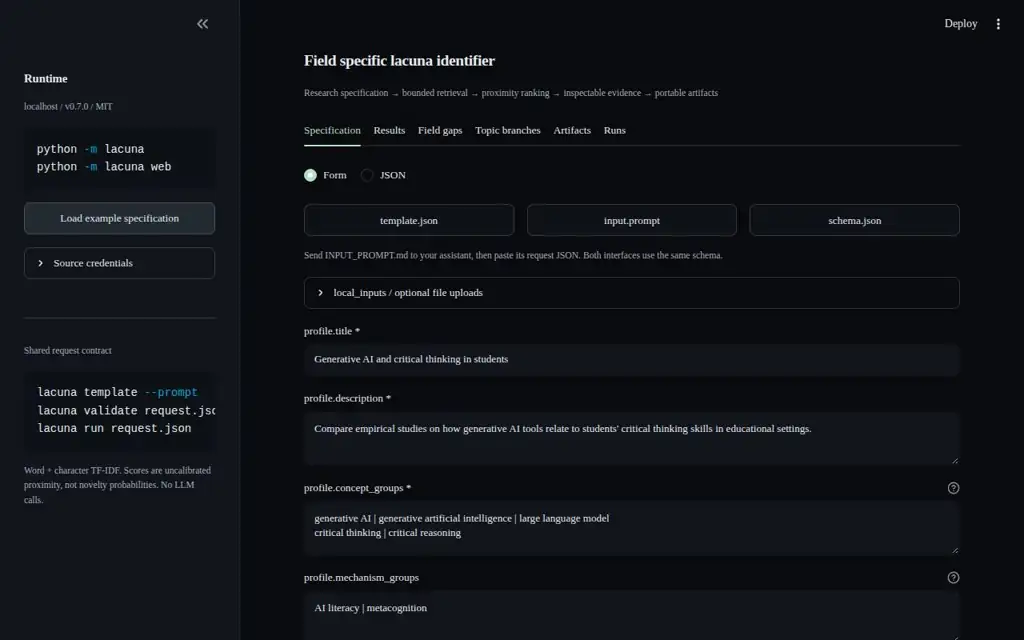 Deploy
Runtime
localhost / v0.7.0 / MIT
python -m lacuna
python -m lacuna web
Load example specification
Source credentials
Shared request contract
lacuna template --prompt
lacuna validate request.jsc
lacuna run request.json
Word + character TF-IDF. Scores are uncalibrated
proximity, not novelty probabilities. No LLM
calls.
Field specific lacuna identifier
Research specification → bounded retrieval → proximity ranking → inspectable evidence → portable artifacts
Specification Results Field gaps Topic branches Artifacts Runs
Form JSON
template.json input.prompt schema.json
Send INPUT_PROMPT.md to your assistant, then paste its request JSON. Both interfaces use the same schema.
local_inputs / optional file uploads
profile.title *
Generative AI and critical thinking in students
profile.description *
Compare empirical studies on how generative AI tools relate to students' critical thinking skills in educational settings.
profile.concept_groups *
generative AI | generative artificial intelligence | large language model
critical thinking | critical reasoning
profile.mechanism_groups
AI literacy | metacognition